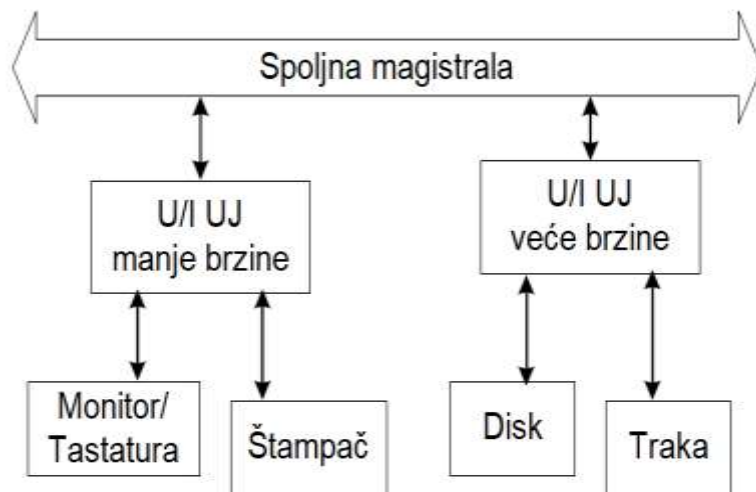 Spoljna magistrala
U/I UJ
manje brzine
U/I UJ
veće brzine
Monitor/
Tastatura
Štampač
Disk
Traka